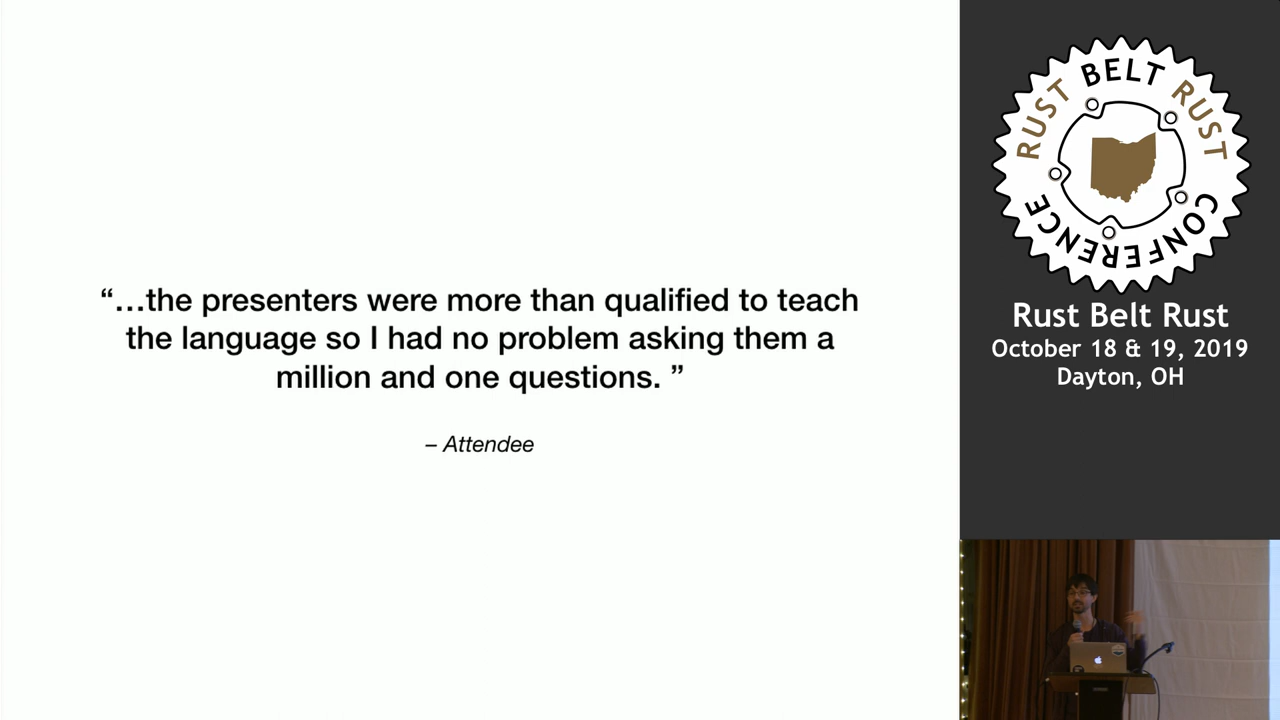 “…the presenters were more than qualified to teach
the language so I had no problem asking them a
million and one questions. ”
– Attendee
RUST BELT RUST
CONFERENCE
Rust Belt Rust
October 18 & 19, 2019
Dayton, OH